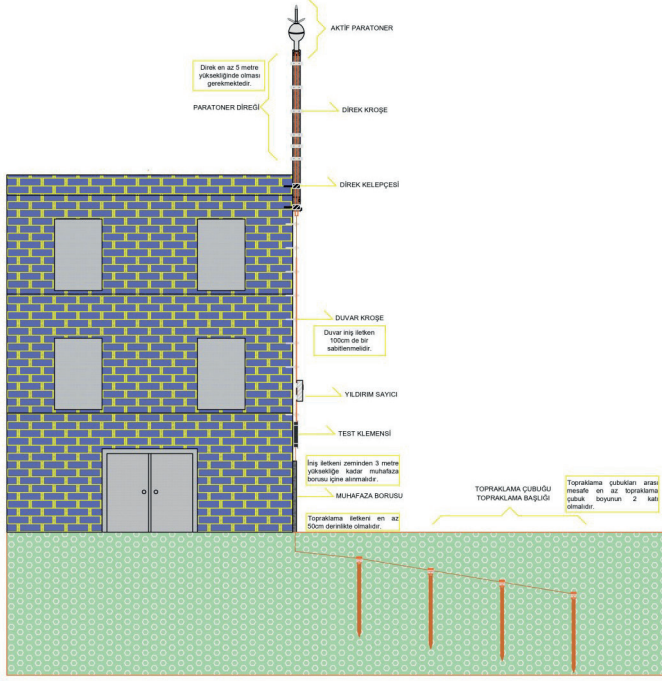 AKTİF PARATONER
Direk en az 5 metre
yüksekliğinde olması
gerekmektedir.
PARATONER DİREĞİ
DİREK KROŞE
DİREK KELEPÇESİ
DUVAR KROŞE
Duvar iniş iletken
100cm de bir
sabitlenmelidir.
YILDIRIM SAYICI
TEST KLEMENSİ
İniş iletkeni zeminden 3 metre
yüksekliğe kadar muhafaza
borusu içine alınmalıdır.
MUHAFAZA BORUSU
TOPRAKLAMA ÇUBUĞU
TOPRAKLAMA BAŞLIĞI
Topraklama çubukları arası
mesafe en az topraklama
çubuk boyunun 2 katı
olmalıdır.
Topraklama iletkeni en az
50cm derinlikte olmalıdır.